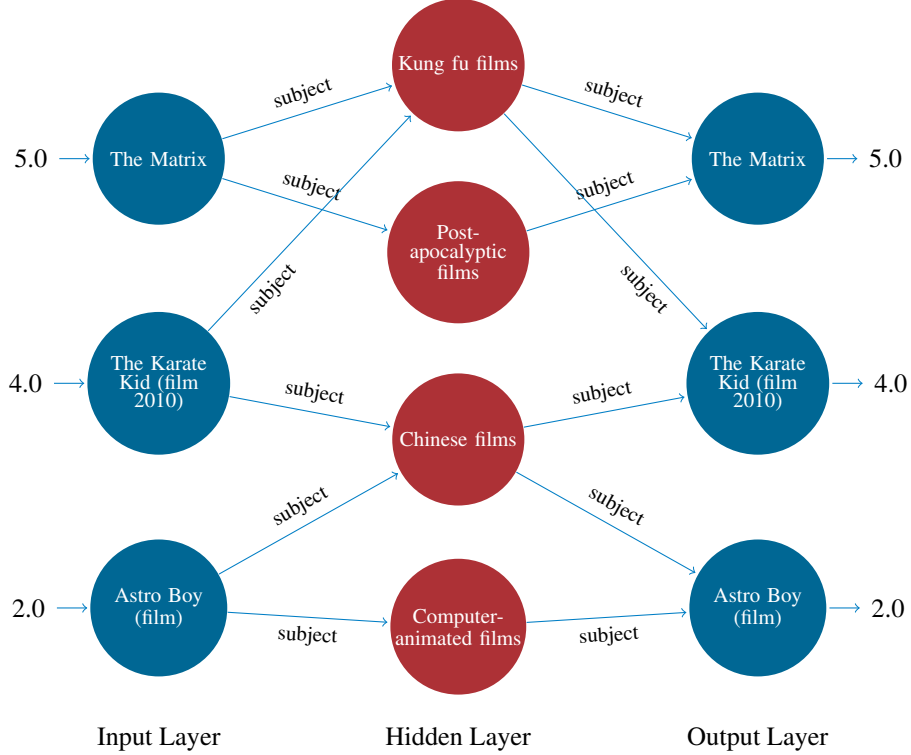 Kung fu films
subject
subject
5.0
The Matrix
The Matrix
5.0
subject
subject
Post-
apocalyptic
films
subject
subject
4.0
The Karate
Kid (film
2010)
The Karate
Kid (film
2010)
4.0
subject
subject
Chinese films
subject
subject
2.0
Astro Boy
(film)
Astro Boy
(film)
2.0
Computer-
animated films
subject
subject
Input Layer
Hidden Layer
Output Layer